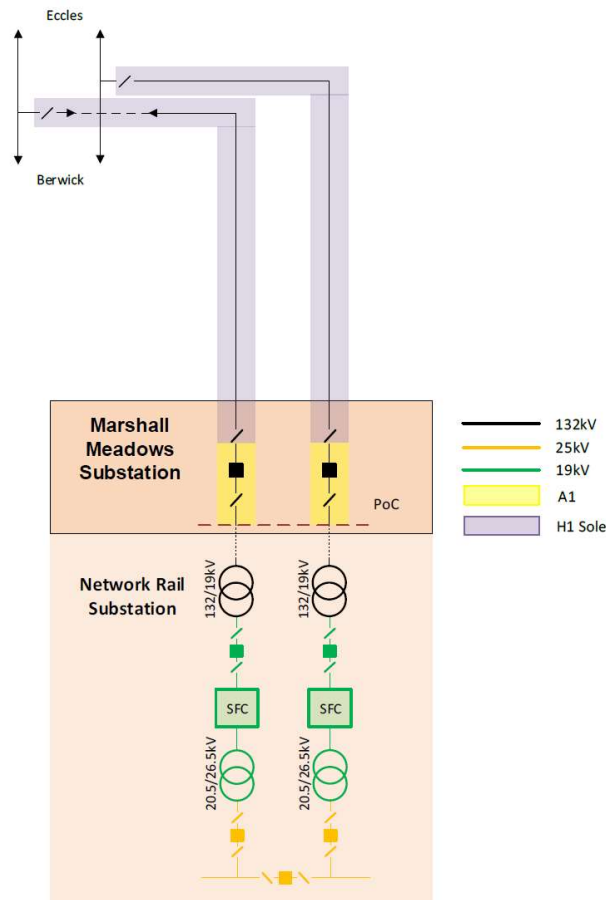 Eccles
Berwick
Marshall
Meadows
Substation
PoC
132kV
25kV
19kV
A1
H1 Sole
Network Rail
Substation
132/19kV
132/19kV
SFC
SFC
20.5/26.5kV
20.5/26.5kV